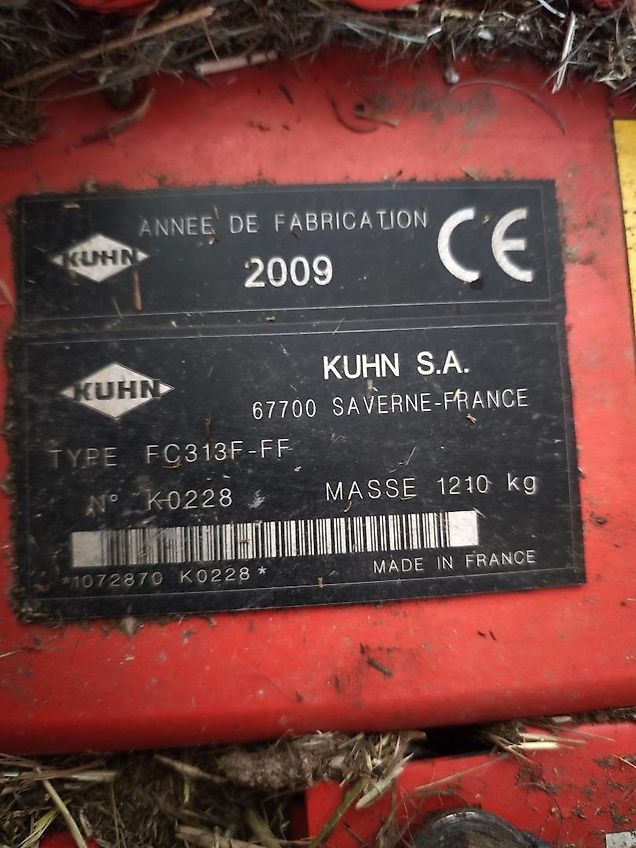 ANNEE DE FABRICATION
KUHN
2009
CE
KUHN
KUHN S.A.
67700 SAVERNE-FRANCE
TYPE FC313F-FF
N° K0228 MASSE 1210 kg
*1072870 K0228*
MADE IN FRANCE